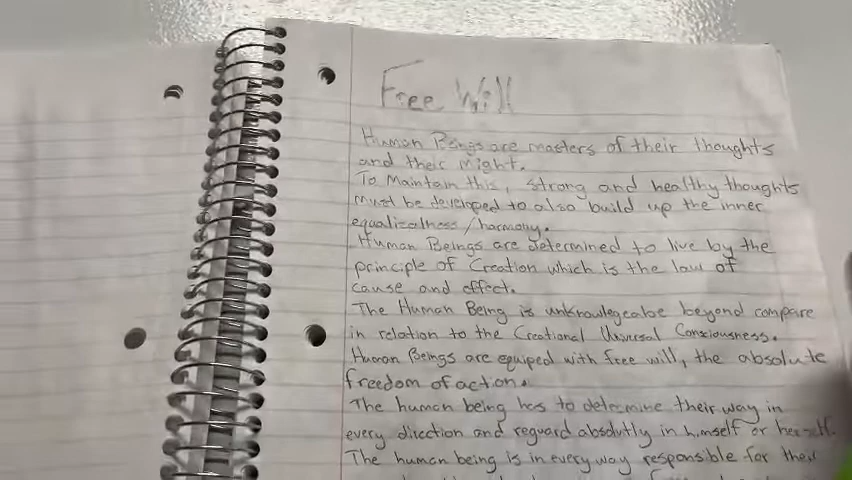 Free Will
Human Beings are masters of their thoughts
and their might.
To Maintain this, strong and healthy thoughts
must be developed to also build up the inner
equalizedness/harmony.
Human Beings are determined to live by the
principle of Creation which is the law of
cause and effect.
The Human Being is unknowlegeabe beyond compare
in relation to the Creational Universal Consciousness.
Human Beings are equiped with free will, the absolute
freedom of action.
The human being has to determine their way in
every direction and reguard absolutly in himself or herself.
The human being is in every way responsible for their